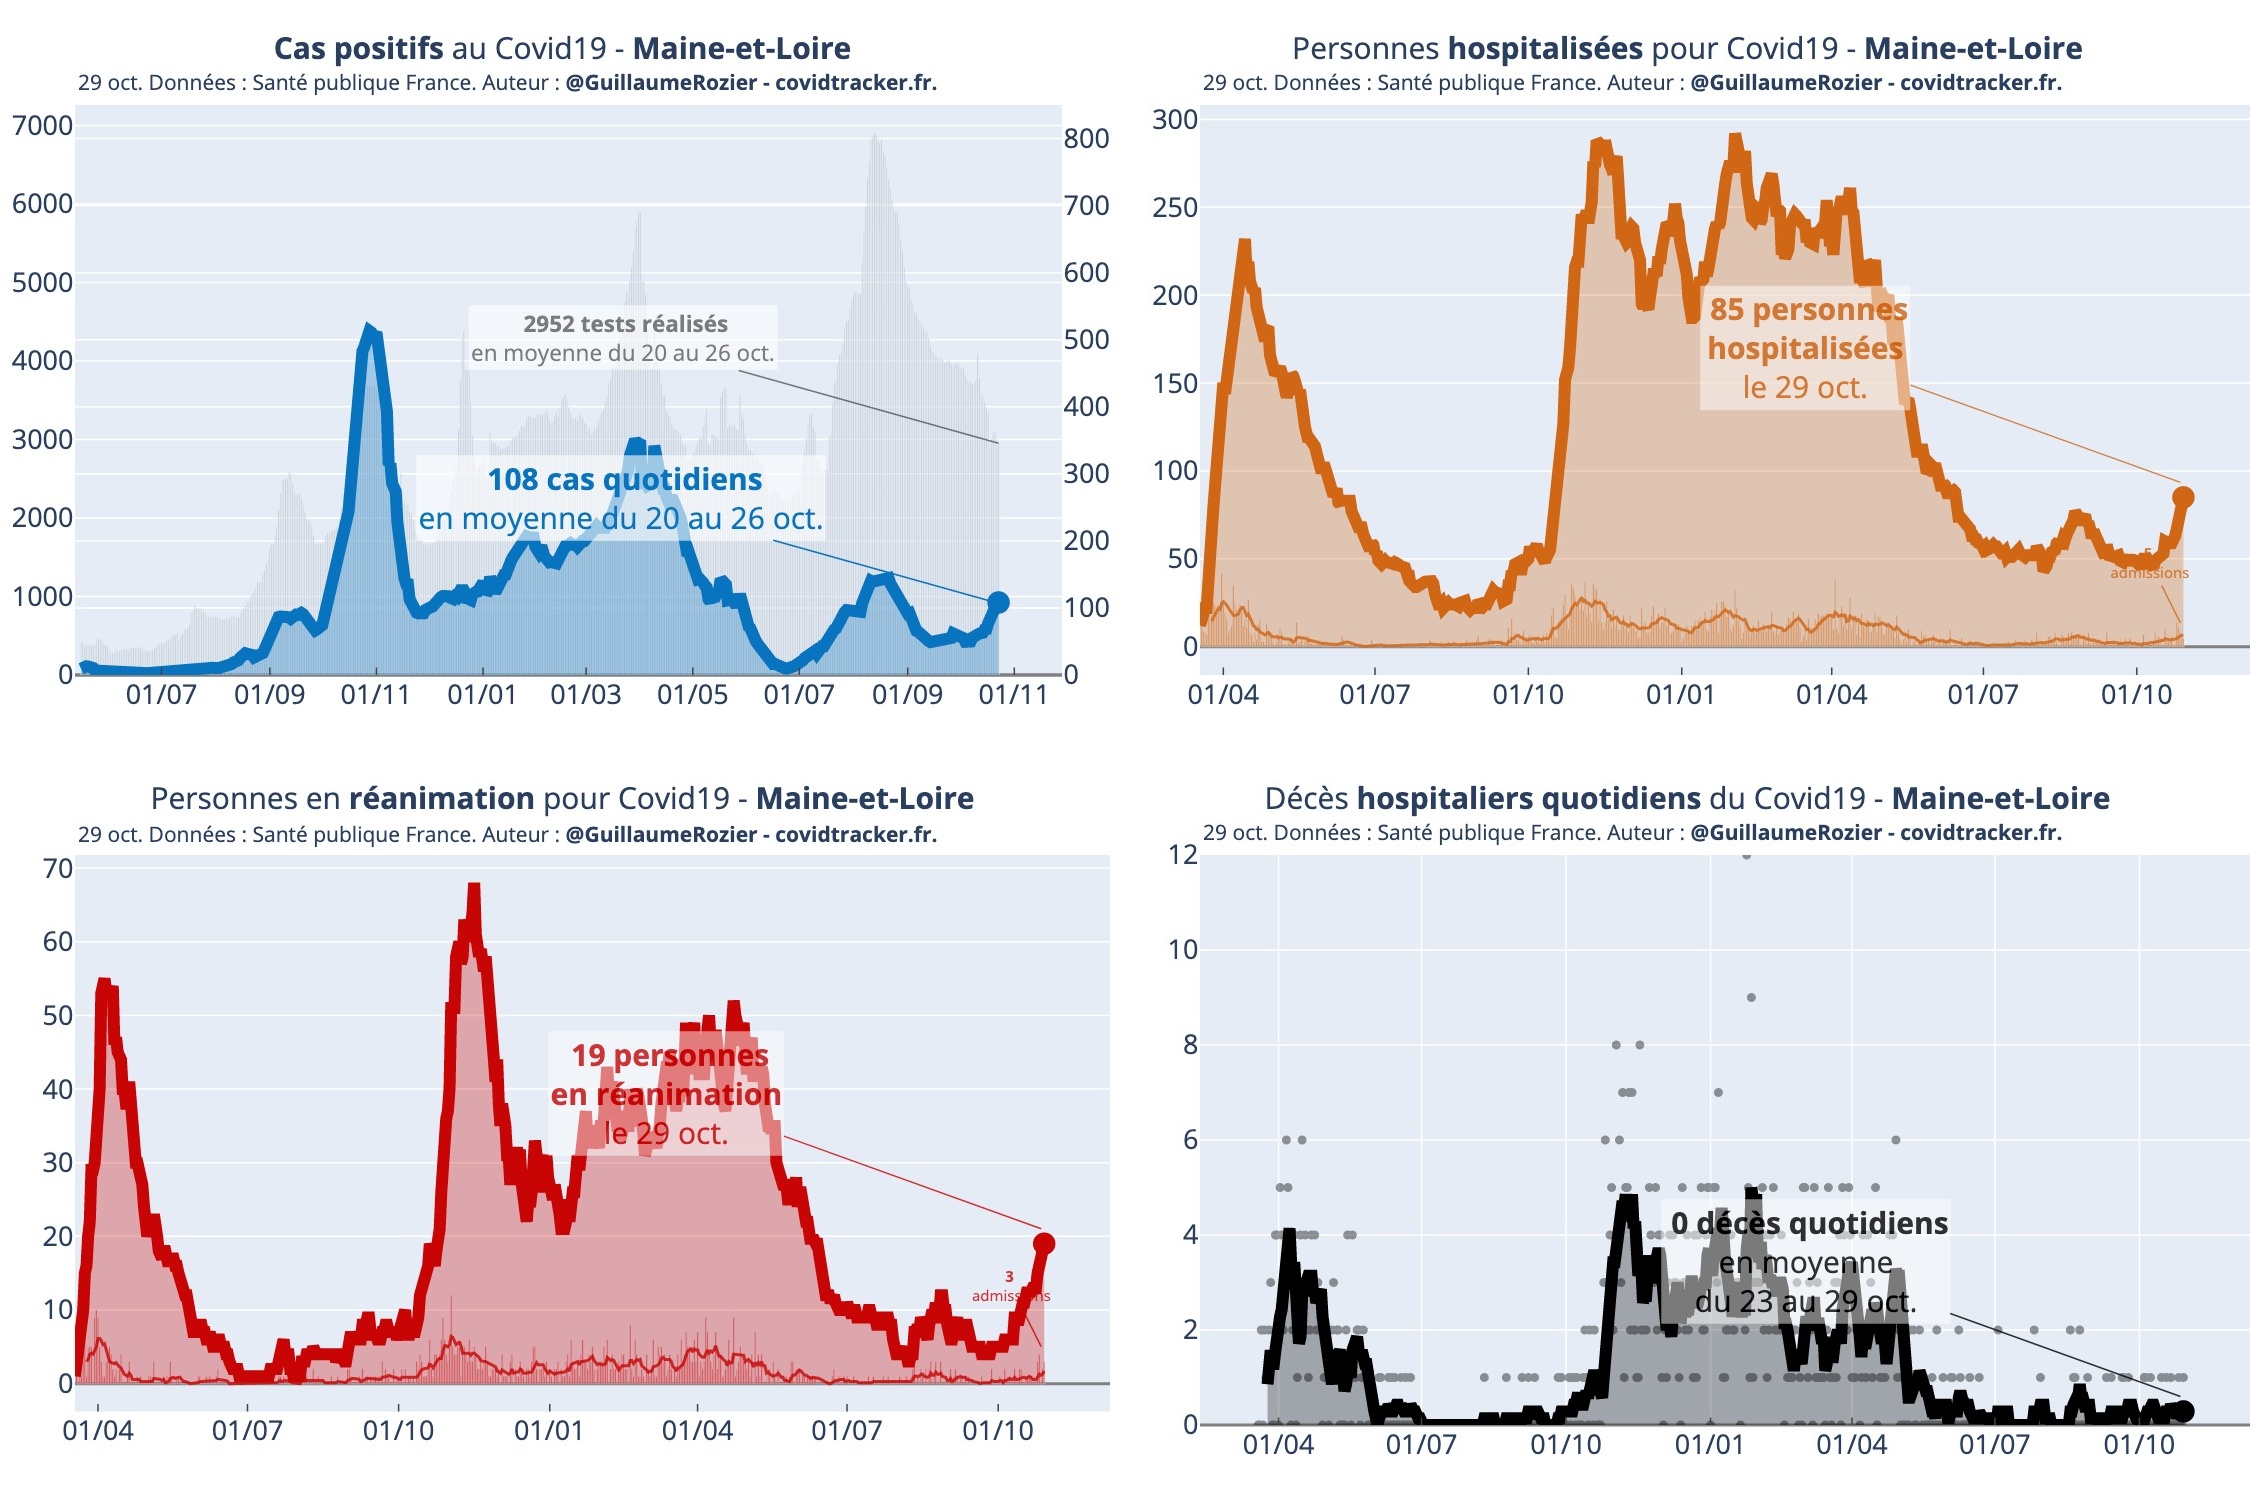 Cas positifs au Covid19 - Maine-et-Loire
29 oct. Données : Santé publique France. Auteur : @GuillaumeRozier - covidtracker.fr.
7000
6000
5000
4000
3000
2000
1000
0
800
700
600
500
400
300
200
100
0
2952 tests réalisés
en moyenne du 20 au 26 oct.
108 cas quotidiens
en moyenne du 20 au 26 oct.
01/07 01/09 01/11 01/01 01/03 01/05 01/07 01/09 01/11
Personnes hospitalisées pour Covid19 - Maine-et-Loire
29 oct. Données : Santé publique France. Auteur : @GuillaumeRozier - covidtracker.fr.
300
250
200
150
100
50
0
85 personnes
hospitalisées
le 29 oct.
5
admissions
01/04 01/07 01/10 01/01 01/04 01/07 01/10
Personnes en réanimation pour Covid19 - Maine-et-Loire
29 oct. Données : Santé publique France. Auteur : @GuillaumeRozier - covidtracker.fr.
70
60
50
40
30
20
10
0
19 personnes
en réanimation
le 29 oct.
3
admissions
01/04 01/07 01/10 01/01 01/04 01/07 01/10
Décès hospitaliers quotidiens du Covid19 - Maine-et-Loire
29 oct. Données : Santé publique France. Auteur : @GuillaumeRozier - covidtracker.fr.
12
10
8
6
4
2
0
0 décès quotidiens
en moyenne
du 23 au 29 oct.
01/04 01/07 01/10 01/01 01/04 01/07 01/10